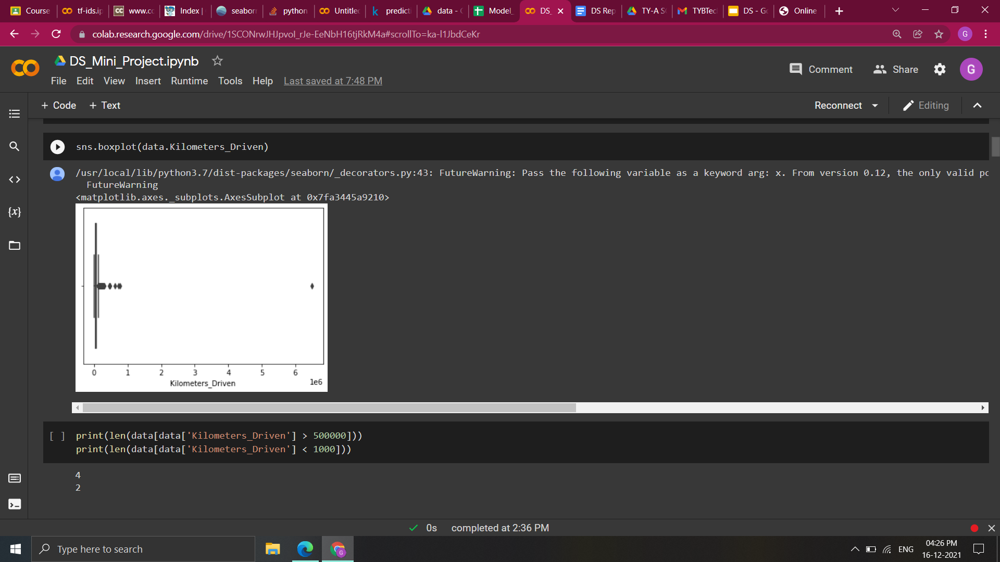 Course
tf-ids.ip
www.cc
Index |
seabor
python
Untitled
predict
data - 
Model_
DS_
DS Rep
TY-A S
TYBTec
DS - Go
Online
colab.research.google.com/drive/1SCONrwJHJpvoI_rJe-EeNbH16tjRkM4a#scrollTo=ka-l1JbdCeKr
G
DS_Mini_Project.ipynb
Comment
Share
G
File Edit View Insert Runtime Tools Help Last saved at 7:48 PM
+ Code + Text
Reconnect
Editing
sns.boxplot(data.Kilometers_Driven)
/usr/local/lib/python3.7/dist-packages/seaborn/_decorators.py:43: FutureWarning: Pass the following variable as a keyword arg: x. From version 0.12, the only valid po
FutureWarning
<matplotlib.axes._subplots.AxesSubplot at 0x7fa3445a9210>
0 1 2 3 4 5 6
Kilometers_Driven
1e6
[ ] print(len(data[data['Kilometers_Driven'] > 500000]))
print(len(data[data['Kilometers_Driven'] < 1000]))
4
2
0s completed at 2:36 PM
Type here to search
ENG
04:26 PM
16-12-2021